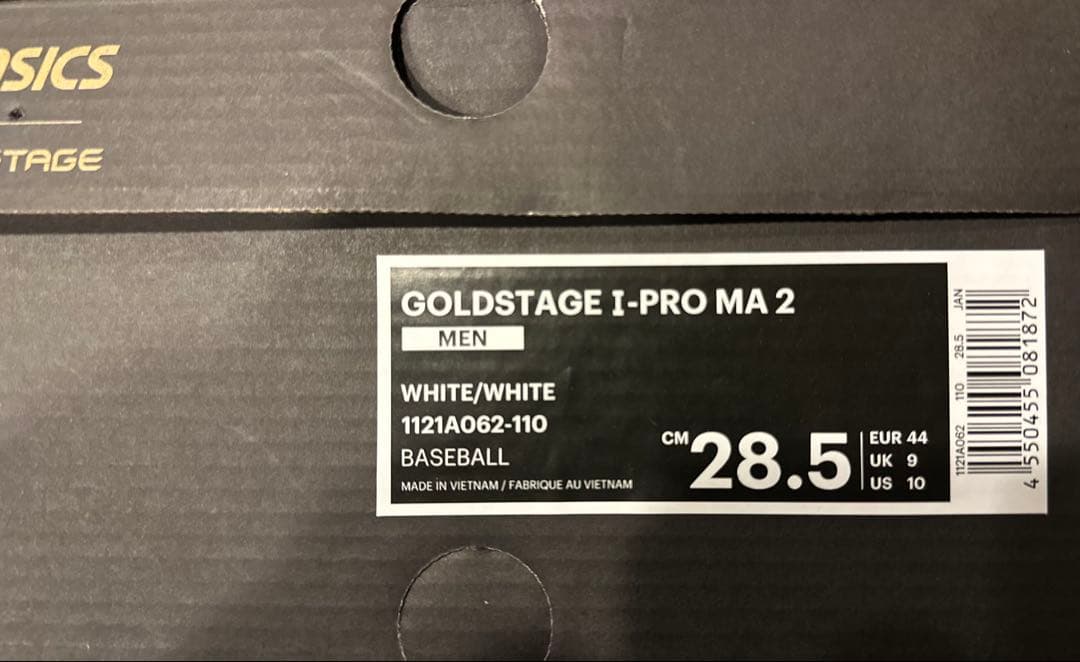 SICS
TAGE
GOLDSTAGE I-PRO MA 2
MEN
WHITE/WHITE
1121A062-110
BASEBALL
MADE IN VIETNAM / FABRIQUE AU VIETNAM
CM 28.5
EUR 44
UK 9
US 10
1121A062 110 28.5 JAN
4 550455 081872